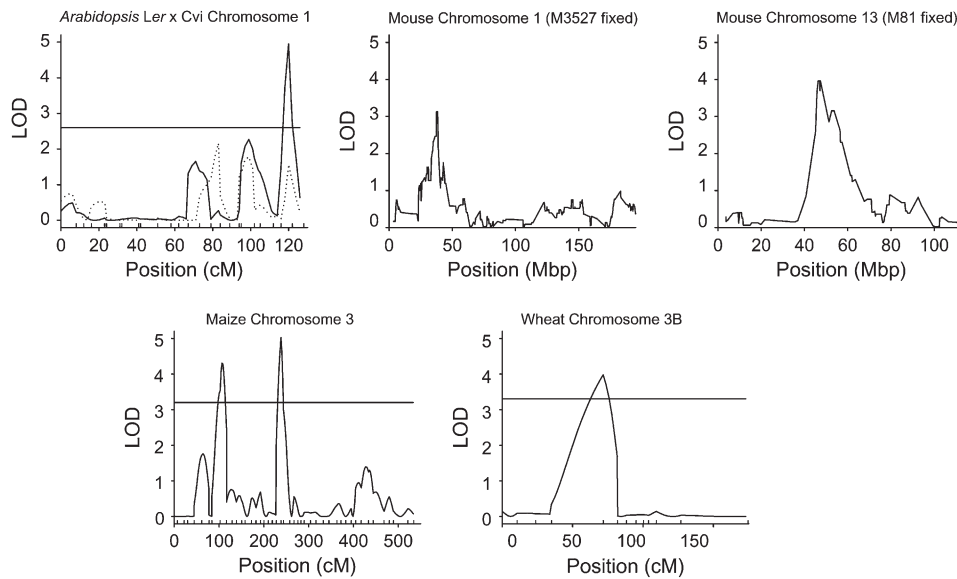 Arabidopsis Ler x Cvi Chromosome 1
LOD
5
4
3
2
1
0
0 20 40 60 80 100 120
Position (cM)
Mouse Chromosome 1 (M3527 fixed)
LOD
5
4
3
2
1
0
0 50 100 150
Position (Mbp)
Mouse Chromosome 13 (M81 fixed)
LOD
5
4
3
2
1
0
0 20 40 60 80 100
Position (Mbp)
Maize Chromosome 3
LOD
5
4
3
2
1
0
0 100 200 300 400 500
Position (cM)
Wheat Chromosome 3B
LOD
5
4
3
2
1
0
0 50 100 150
Position (cM)